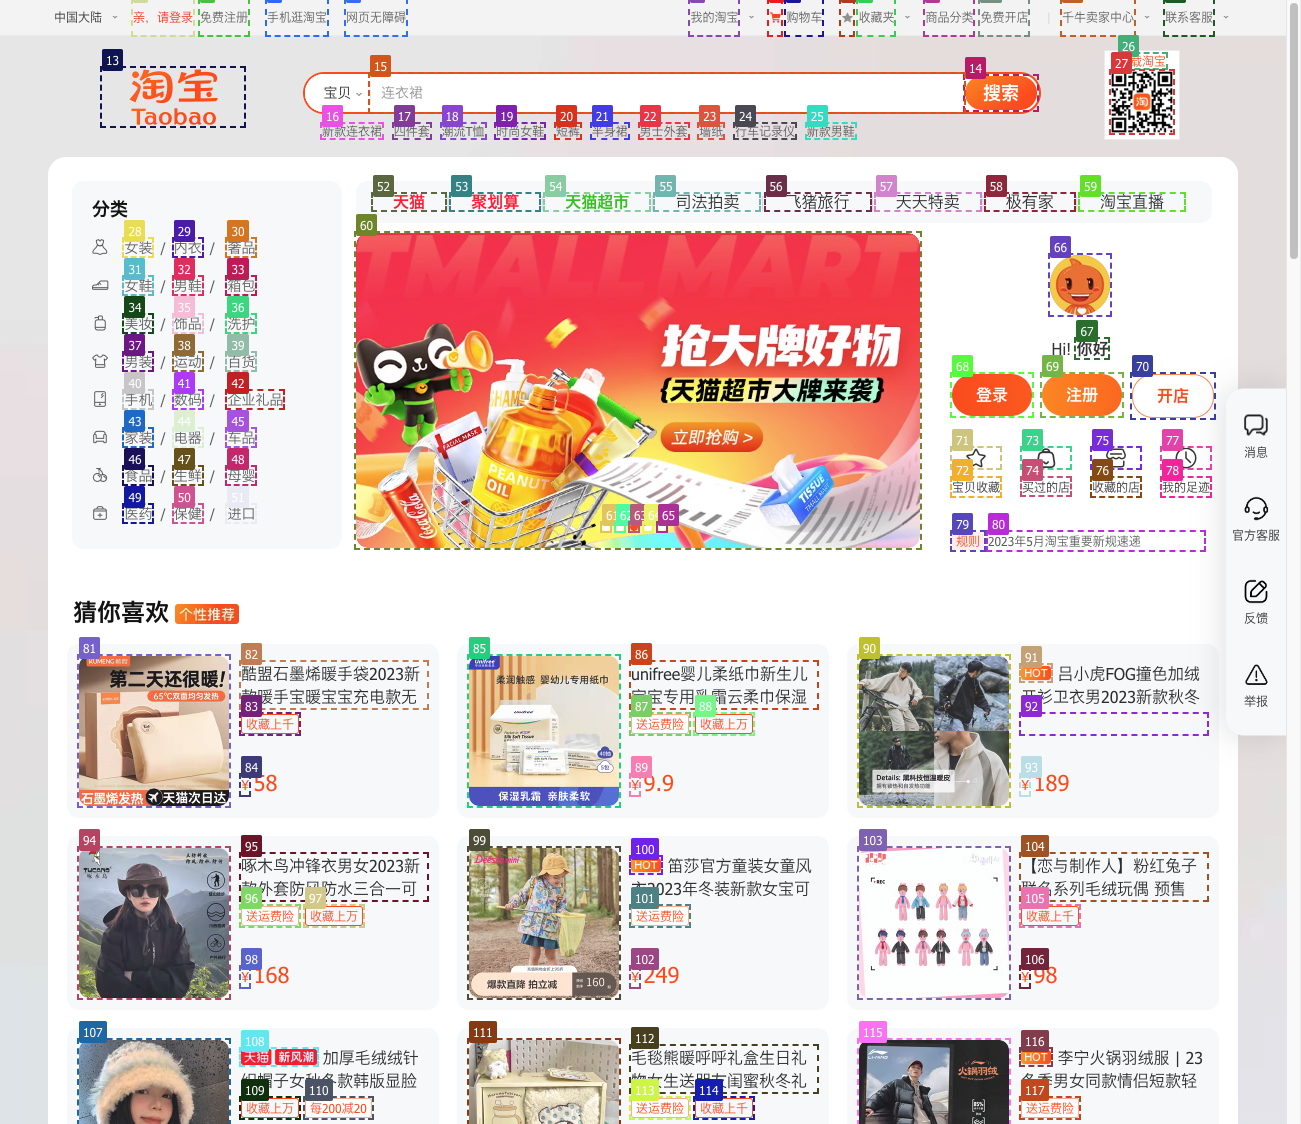 中国大陆 亲，请登录 免费注册 手机逛淘宝 网页无障碍 我的淘宝 购物车 收藏夹 商品分类 免费开店 千牛卖家中心 联系客服
13 14 15 26 27
淘宝
Taobao
宝贝 连衣裙 搜索
藏淘宝
16 17 18 19 20 21 22 23 24 25
新款连衣裙 四件套 潮流T恤 时尚女鞋 短裤 半身裙 男士外套 墙纸 行车记录仪 新款男鞋
分类
28 29 30
女装 / 内衣 / 奢品
31 32 33
女鞋 / 男鞋 / 箱包
34 35 36
美妆 / 饰品 / 洗护
37 38 39
男装 / 运动 / 百货
40 41 42
手机 / 数码 / 企业礼品
43 44 45
家装 / 电器 / 车品
46 47 48
食品 / 生鲜 / 母婴
49 50 51
医药 / 保健 / 进口
52 53 54 55 56 57 58 59
天猫 聚划算 天猫超市 司法拍卖 飞猪旅行 天天特卖 极有家 淘宝直播
60
TMALL MART
抢大牌好物
{天猫超市大牌来袭}
立即抢购 >
SHAMP
FACIAL MASK
PEANUT
OIL
Coca-Cola
TISSUE
61 62 63 64 65
66
67
Hi! 你好
68 69 70
登录 注册 开店
71 73 75 77
72 74 76 78
宝贝收藏 买过的店 收藏的店 我的足迹
79 80
规则 2023年5月淘宝重要新规速递
消息
官方客服
反馈
举报
猜你喜欢 个性推荐
81 82
第二天还很暖!
65℃双面均匀发热
石墨烯发热 天猫次日达
酷盟石墨烯暖手袋2023新
款暖手宝暖宝宝充电款无
83
收藏上千
84
¥58
85 86
Unifree
柔润触感 婴幼儿专用纸巾
保湿乳霜 亲肤柔软
unifree婴儿柔纸巾新生儿
宝宝专用乳霜云柔巾保湿
87 88
送运费险 收藏上万
89
¥9.9
90 91
Details: 黑科技恒温暖皮
HOT 吕小虎FOG撞色加绒
开衫卫衣男2023新款秋冬
92
93
¥189
94 95
TUCANO
啄木鸟
啄木鸟冲锋衣男女2023新
款外套防风防水三合一可
96 97
送运费险 收藏上万
98
¥168
99 100
Deesha mini
爆款直降 拍立减 160
HOT 笛莎官方童装女童风
衣2023年冬装新款女宝可
101
送运费险
102
¥249
103 104
REC
【恋与制作人】粉红兔子
联名系列毛绒玩偶 预售
105
收藏上千
106
¥98
107 108
天猫 新风潮 加厚毛绒绒针
织帽子女秋冬款韩版显脸
109 110
收藏上万 每200减20
111 112
毛毯熊暖呼呼礼盒生日礼
物女生送朋友闺蜜秋冬礼
113 114
送运费险 收藏上千
115 116
LI-NING
火锅羽绒
85%
HOT 李宁火锅羽绒服 | 23
冬季男女同款情侣短款轻
117
送运费险